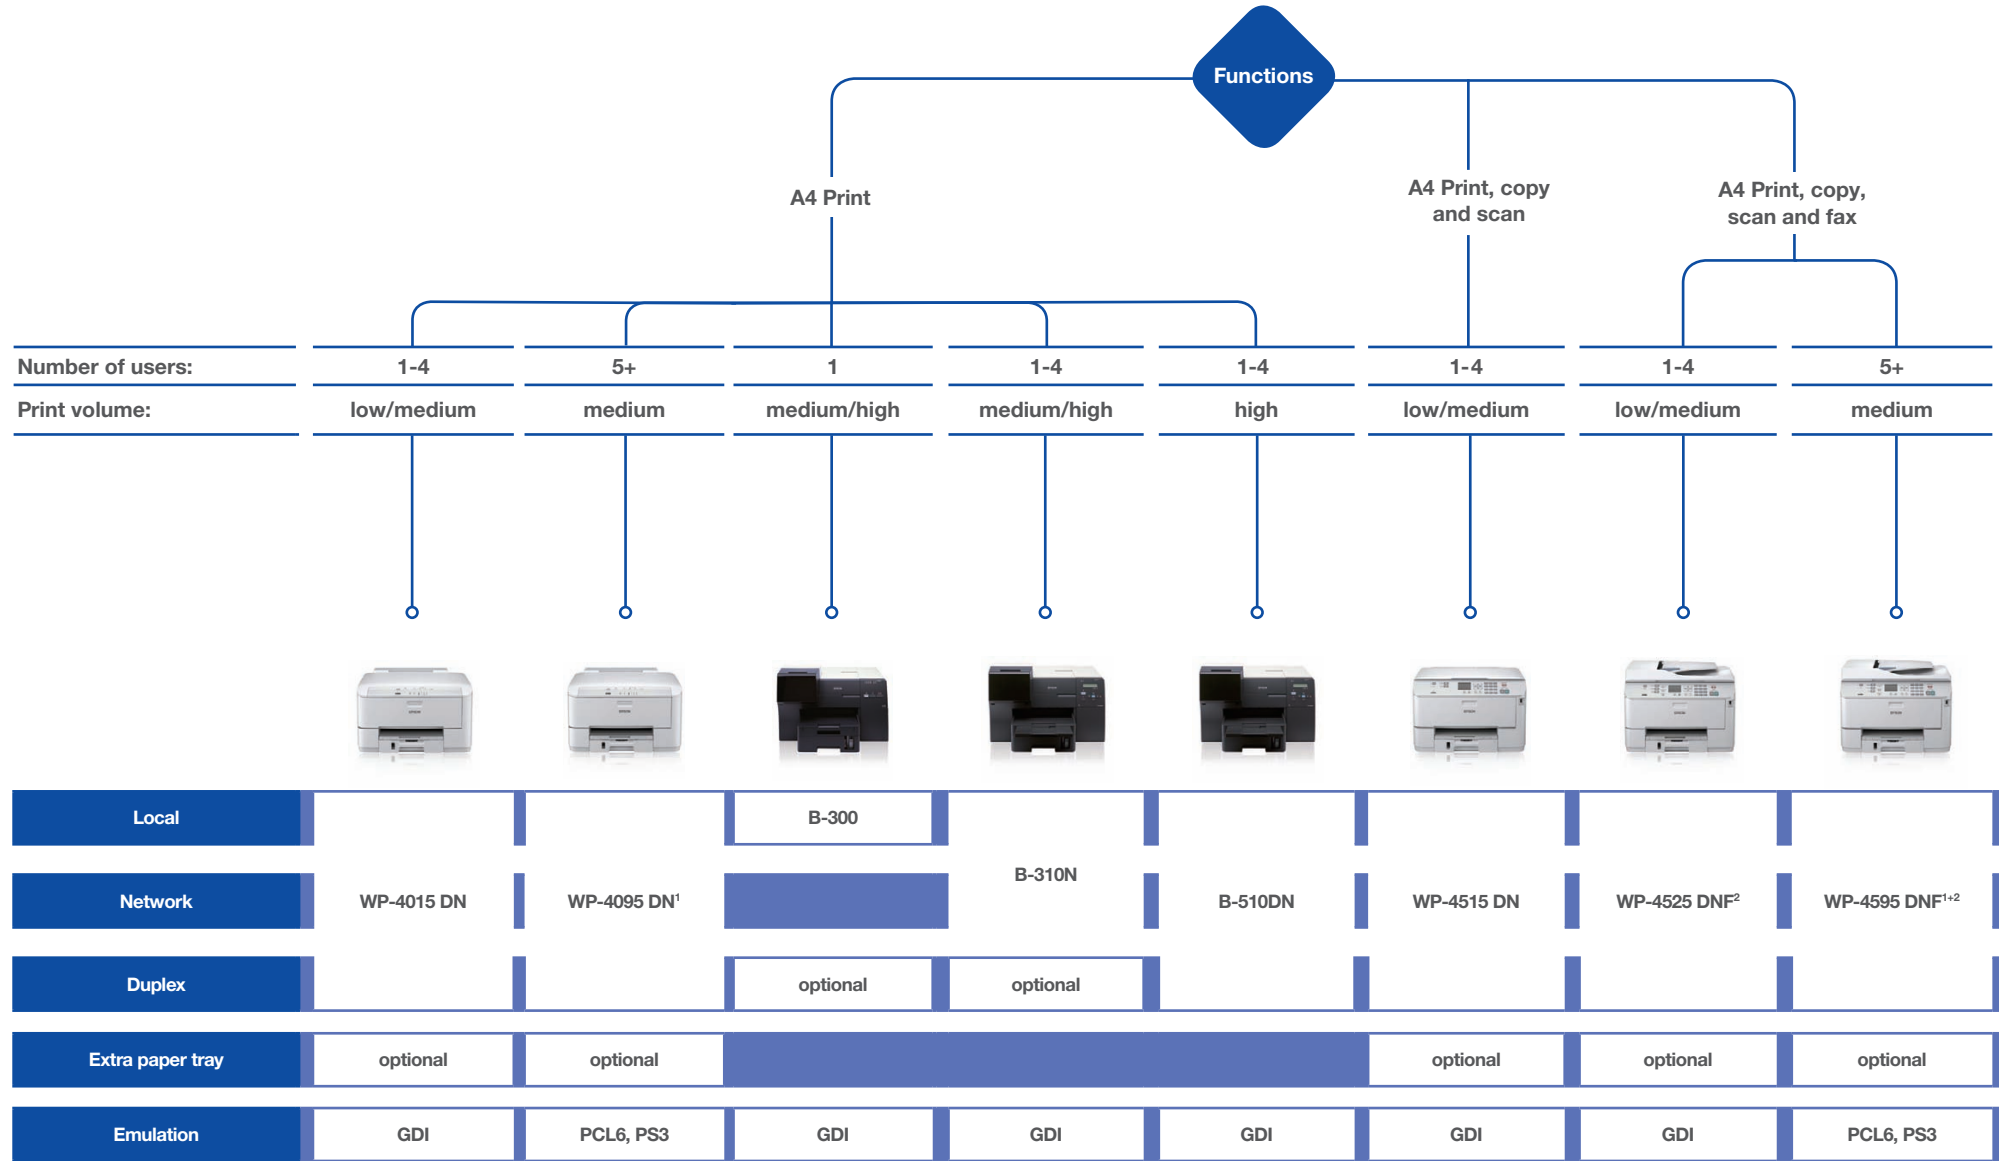 Functions
A4 Print
A4 Print, copy
and scan
A4 Print, copy,
scan and fax
Number of users: 1-4 5+ 1 1-4 1-4 1-4 1-4 5+
Print volume: low/medium medium medium/high medium/high high low/medium low/medium medium
Local B-300
B-310N
Network WP-4015 DN WP-4095 DN¹ B-510DN WP-4515 DN WP-4525 DNF² WP-4595 DNF¹⁺²
Duplex optional optional
Extra paper tray optional optional optional optional optional
Emulation GDI PCL6, PS3 GDI GDI GDI GDI GDI PCL6, PS3